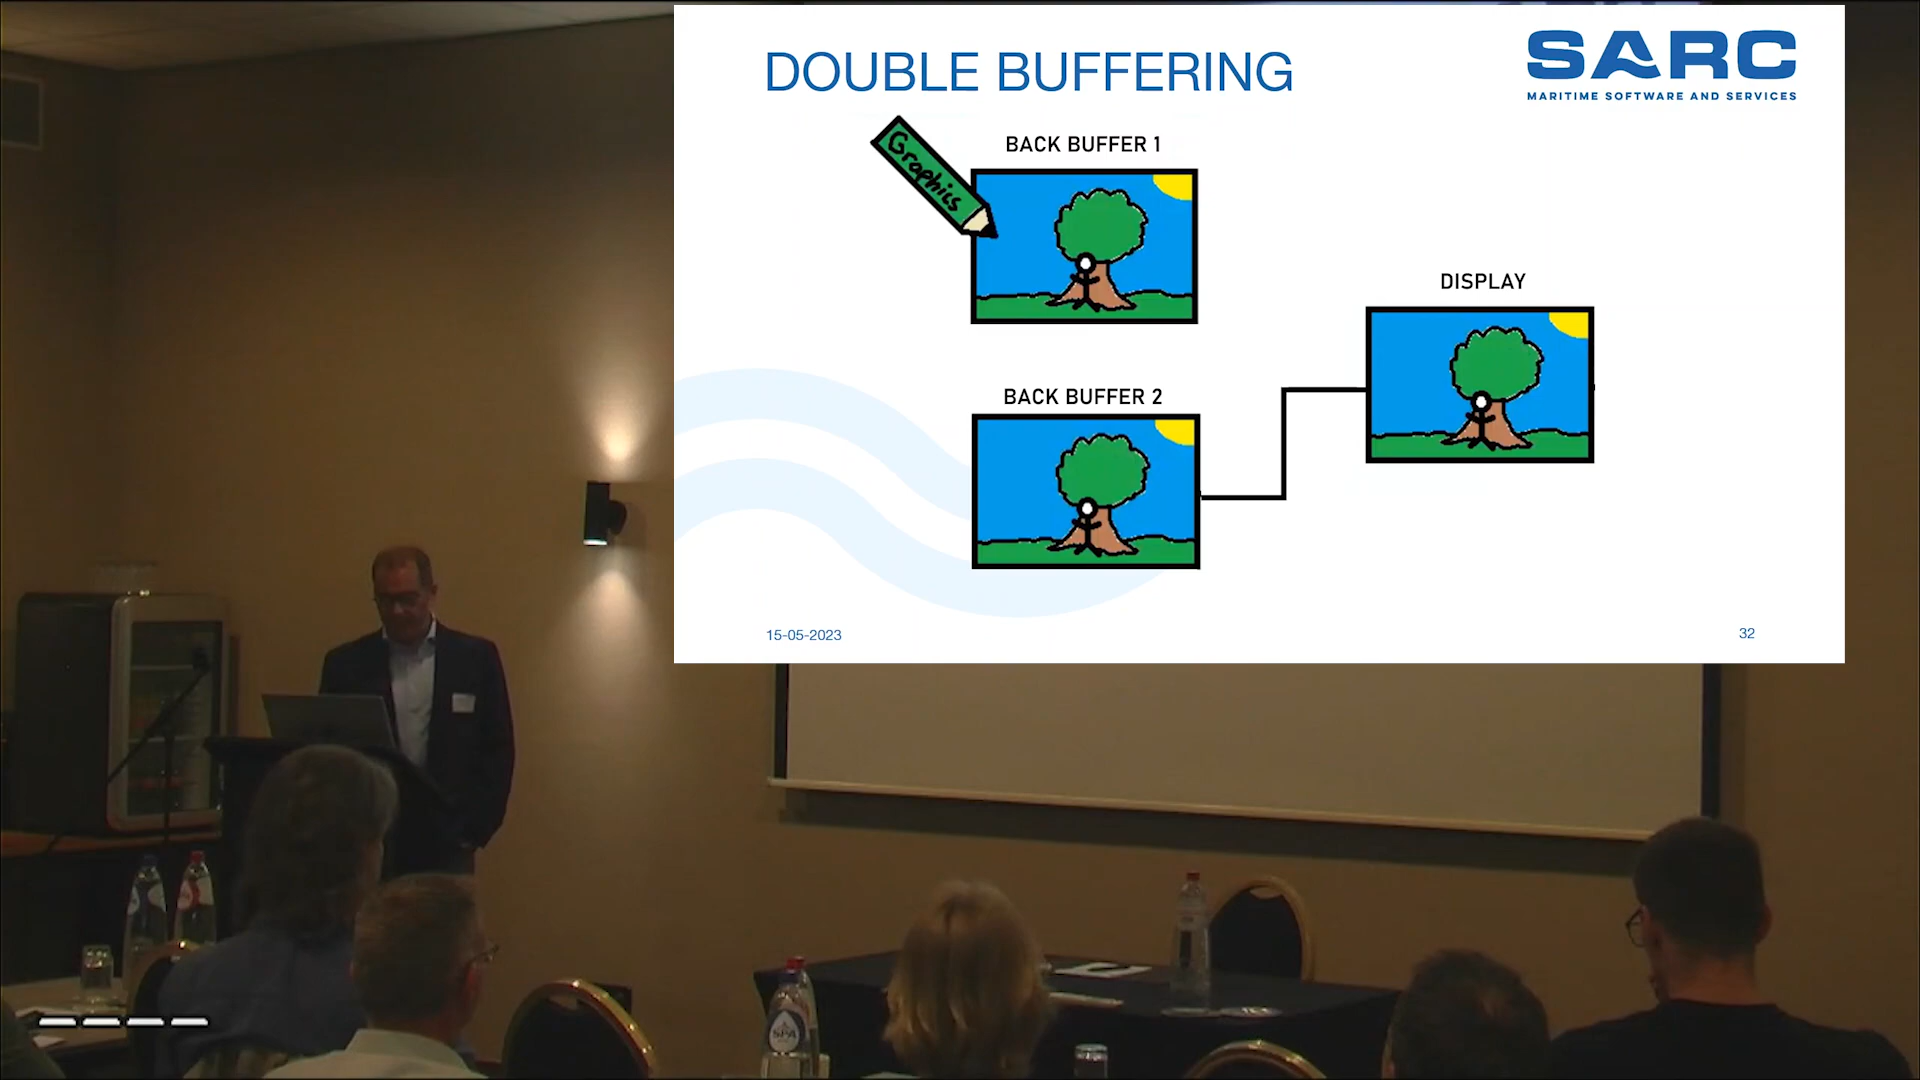 DOUBLE BUFFERING
SARC
MARITIME SOFTWARE AND SERVICES
Graphics
BACK BUFFER 1
DISPLAY
BACK BUFFER 2
15-05-2023
32
SPA